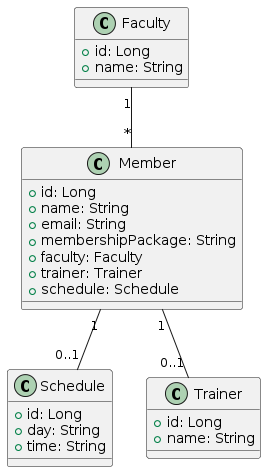 C Faculty
id: Long
name: String
1
*
C Member
id: Long
name: String
email: String
membershipPackage: String
faculty: Faculty
trainer: Trainer
schedule: Schedule
1 1
0..1 0..1
C Schedule
id: Long
day: String
time: String
C Trainer
id: Long
name: String